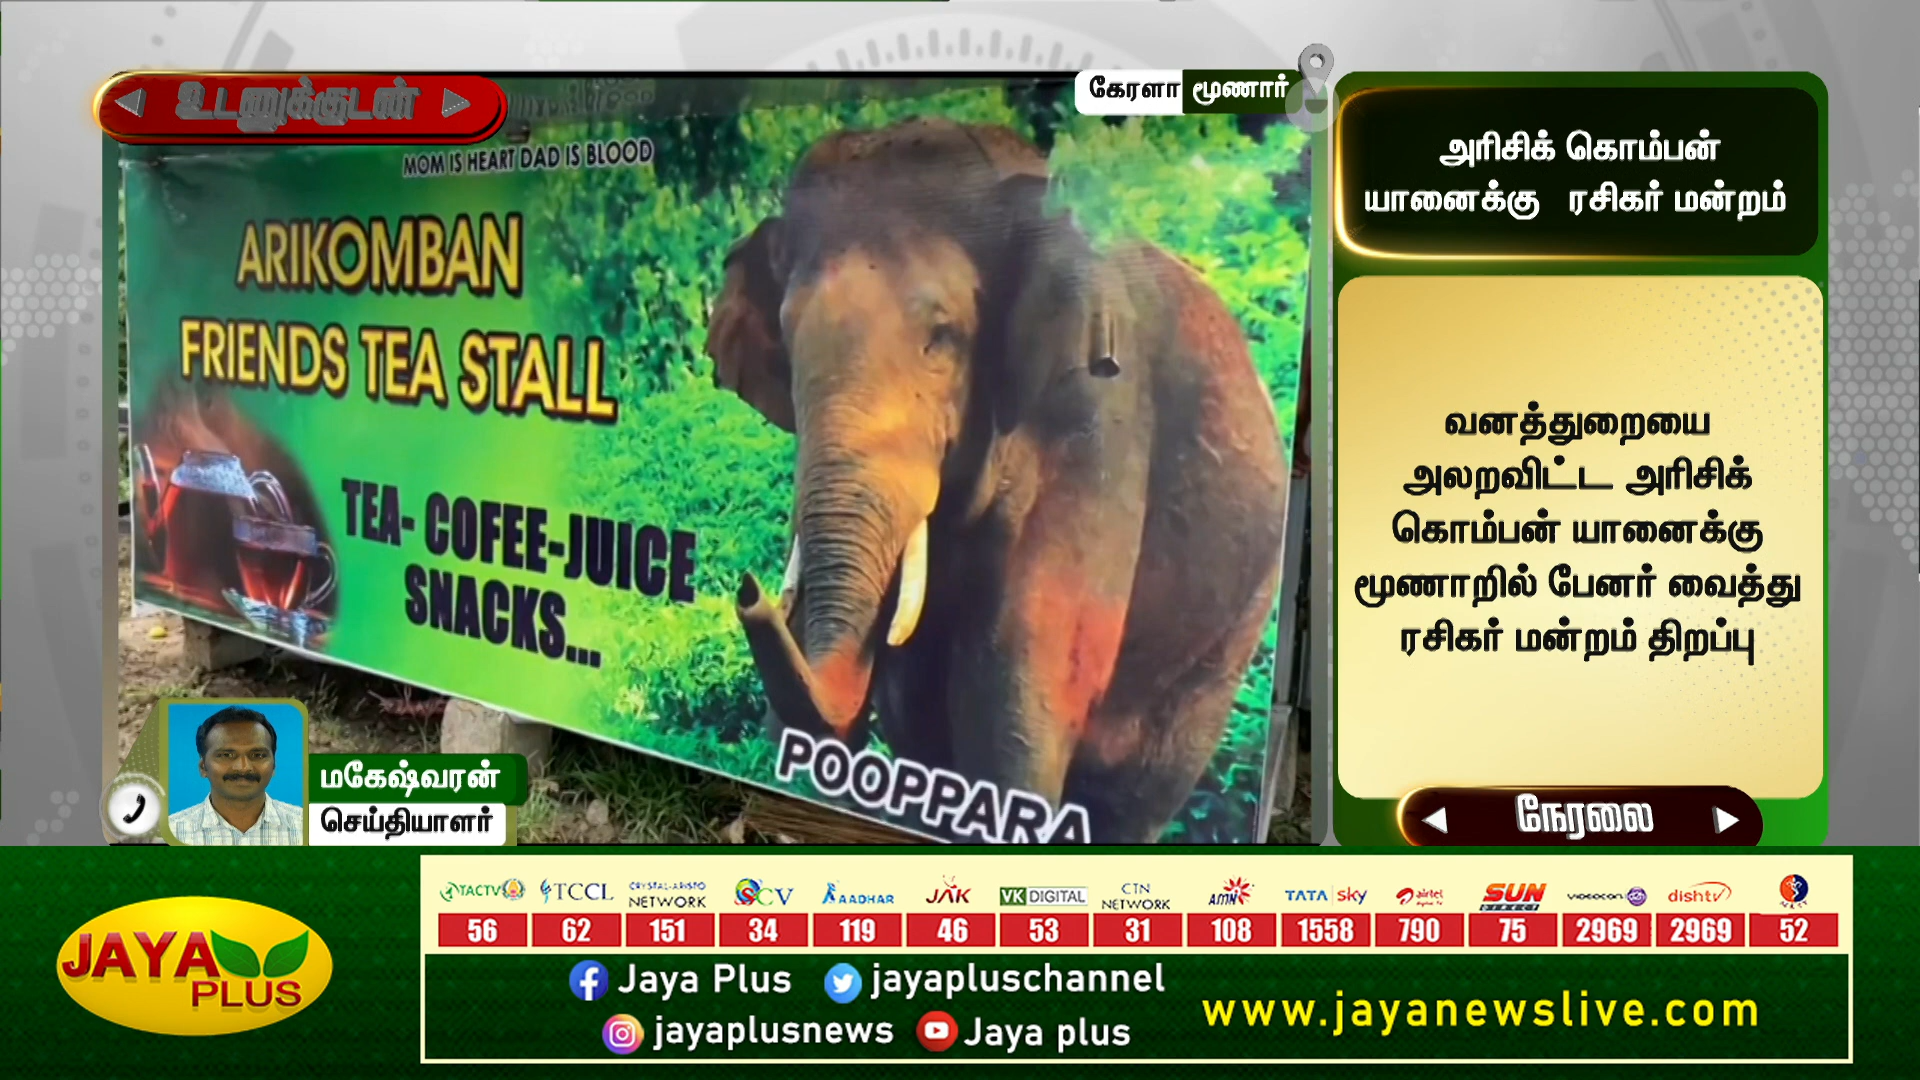 உடனுக்குடன்
கேரளா மூணார்
MOM IS HEART DAD IS BLOOD
ARIKOMBAN
FRIENDS TEA STALL
TEA- COFEE-JUICE
SNACKS...
POOPPARA
மகேஷ்வரன்
செய்தியாளர்
அரிசிக் கொம்பன்
யானைக்கு ரசிகர் மன்றம்
வனத்துறையை
அலறவிட்ட அரிசிக்
கொம்பன் யானைக்கு
மூணாறில் பேனர் வைத்து
ரசிகர் மன்றம் திறப்பு
நேரலை
JAYA
PLUS
TACTV TCCL CRYSTAL-ARISTO NETWORK SCV AADHAR JAK VK DIGITAL CTN NETWORK AMN TATA sky airtel SUN DIRECT VIDEOCON dishtv
56 62 151 34 119 46 53 31 108 1558 790 75 2969 2969 52
Jaya Plus jayapluschannel
jayaplusnews Jaya plus
www.jayanewslive.com